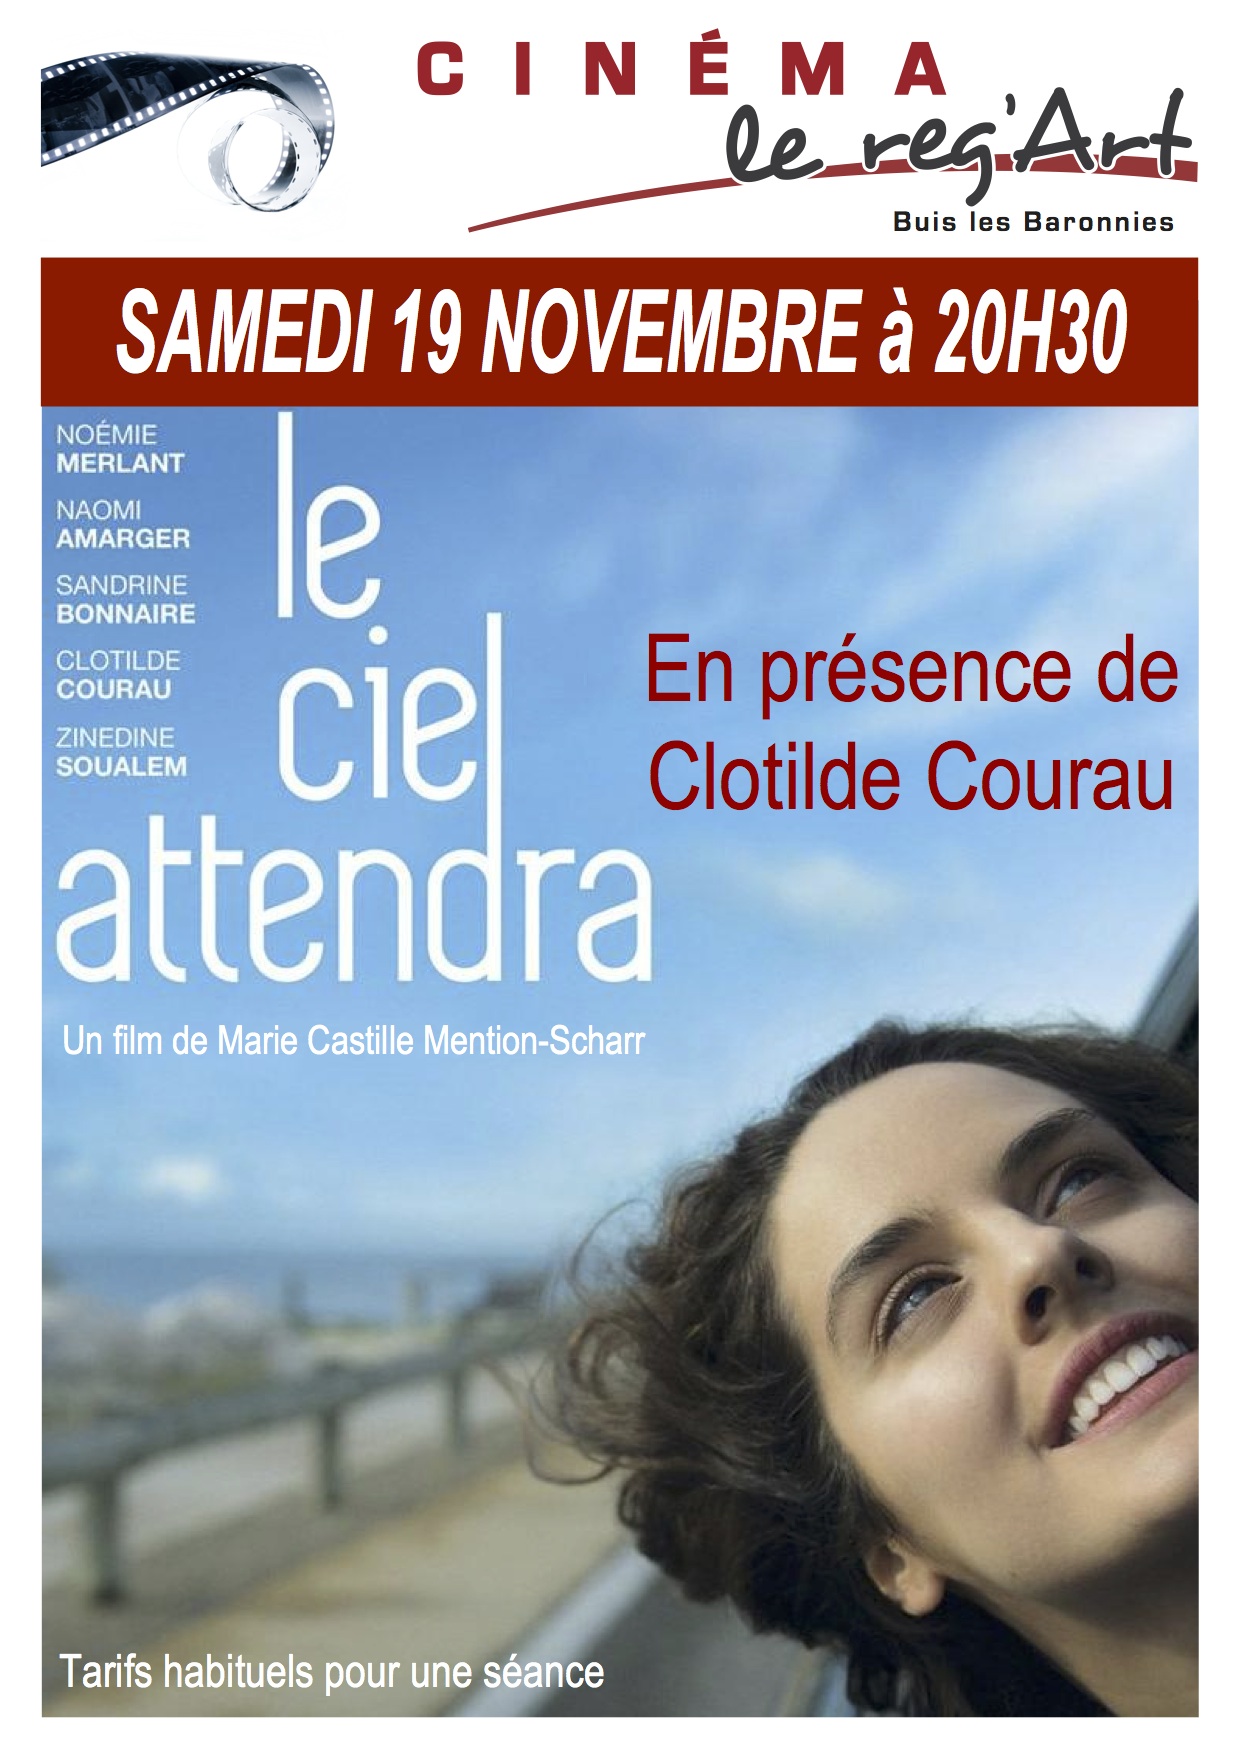 CINÉMA
le reg'Art
Buis les Baronnies
SAMEDI 19 NOVEMBRE à 20H30
NOÉMIE
MERLANT
NAOMI
AMARGER
SANDRINE
BONNAIRE
CLOTILDE
COURAU
ZINEDINE
SOUALEM
le
ciel
attendra
En présence de
Clotilde Courau
Un film de Marie Castille Mention-Scharr
Tarifs habituels pour une séance